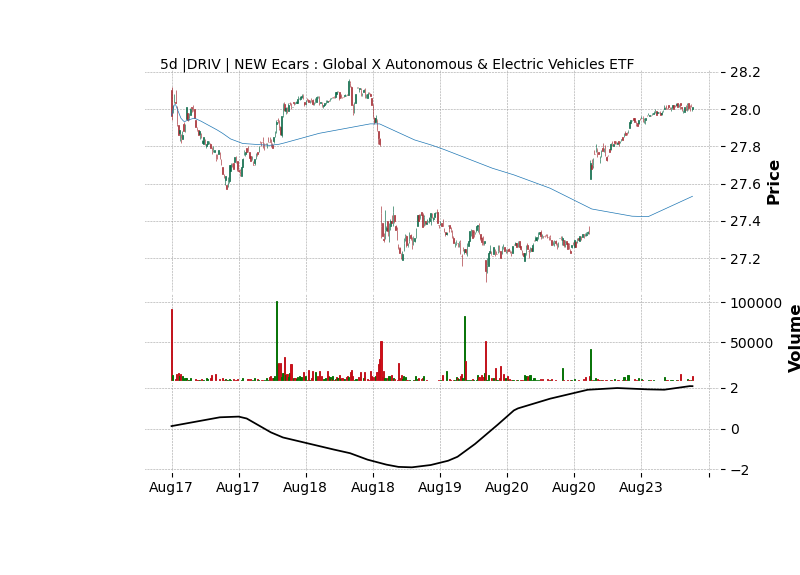 5d |DRIV | NEW Ecars : Global X Autonomous & Electric Vehicles ETF
28.2
28.0
27.8
27.6
27.4
27.2
Price
100000
50000
Volume
2
0
−2
Aug17 Aug17 Aug18 Aug18 Aug19 Aug20 Aug20 Aug23